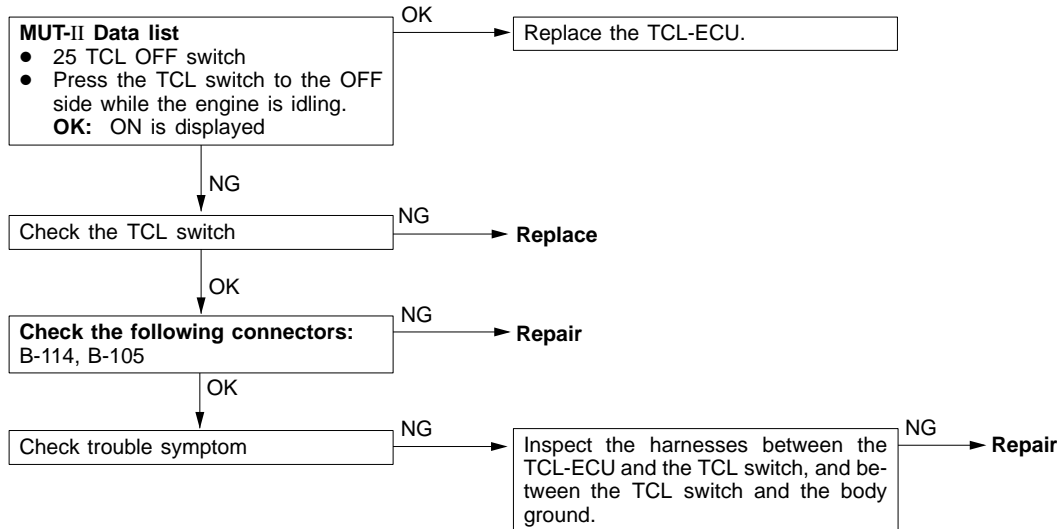 MUT-II Data list
● 25 TCL OFF switch
● Press the TCL switch to the OFF
side while the engine is idling.
OK: ON is displayed
OK
Replace the TCL-ECU.
NG
Check the TCL switch
NG
Replace
OK
Check the following connectors:
B-114, B-105
NG
Repair
OK
Check trouble symptom
NG
Inspect the harnesses between the
TCL-ECU and the TCL switch, and be-
tween the TCL switch and the body
ground.
NG
Repair